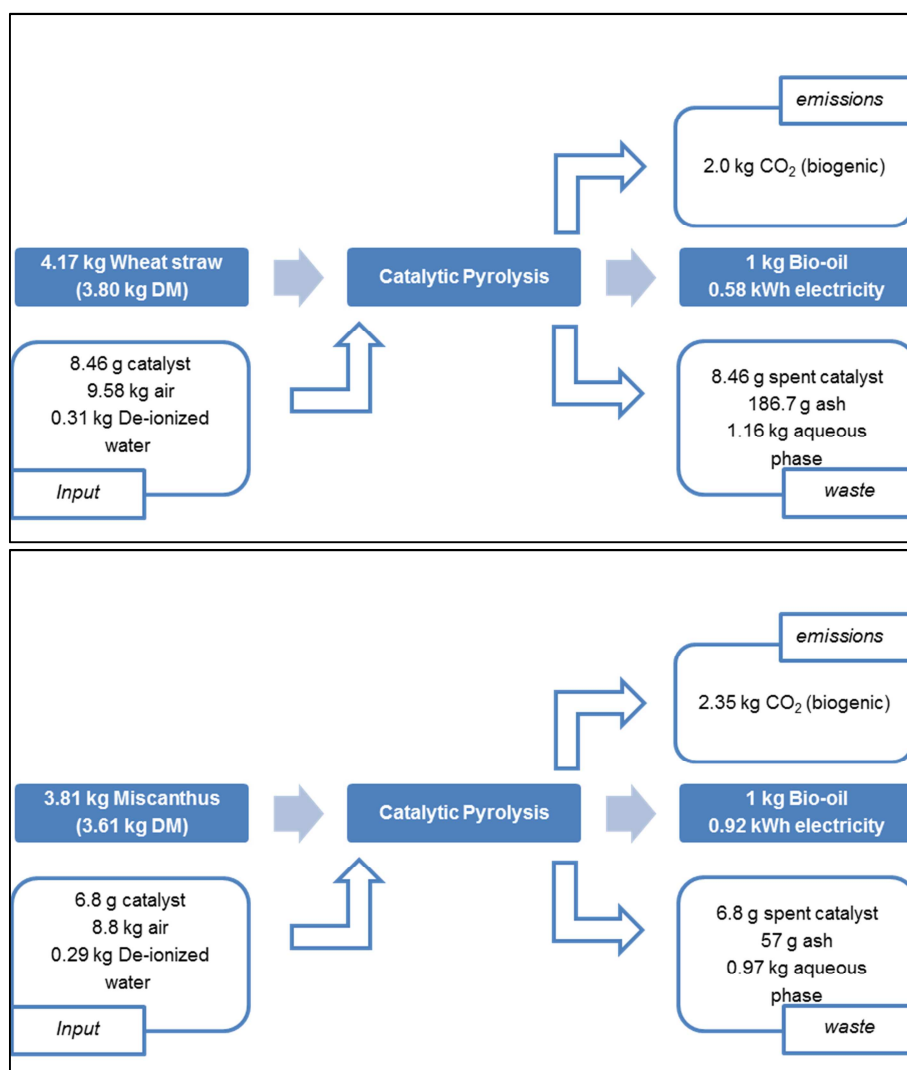 emissions
2.0 kg CO₂ (biogenic)
4.17 kg Wheat straw
(3.80 kg DM)
Catalytic Pyrolysis
1 kg Bio-oil
0.58 kWh electricity
8.46 g catalyst
9.58 kg air
0.31 kg De-ionized
water
Input
8.46 g spent catalyst
186.7 g ash
1.16 kg aqueous
phase
waste
emissions
2.35 kg CO₂ (biogenic)
3.81 kg Miscanthus
(3.61 kg DM)
Catalytic Pyrolysis
1 kg Bio-oil
0.92 kWh electricity
6.8 g catalyst
8.8 kg air
0.29 kg De-ionized
water
Input
6.8 g spent catalyst
57 g ash
0.97 kg aqueous
phase
waste